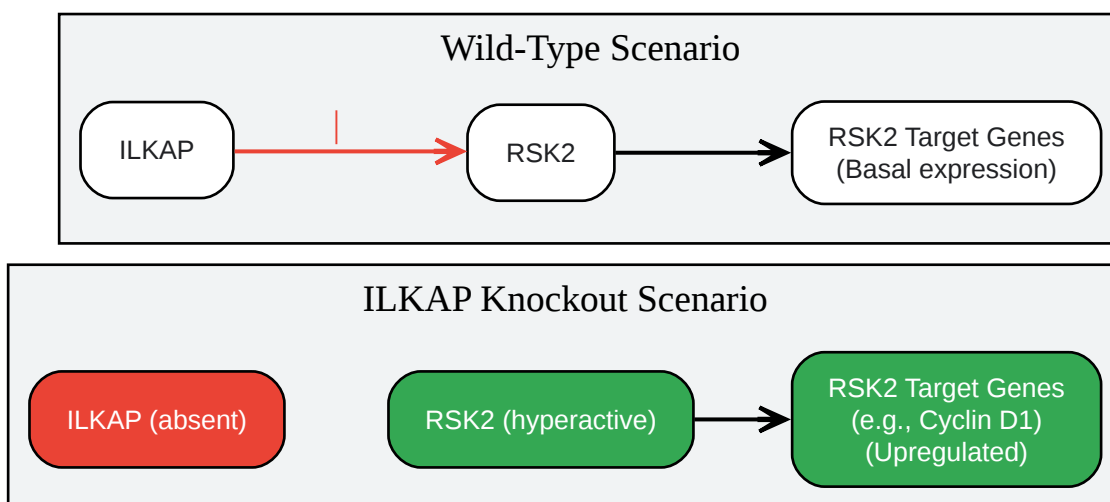 Wild-Type Scenario
ILKAP
|
RSK2
RSK2 Target Genes
(Basal expression)
ILKAP Knockout Scenario
ILKAP (absent)
RSK2 (hyperactive)
RSK2 Target Genes
(e.g., Cyclin D1)
(Upregulated)